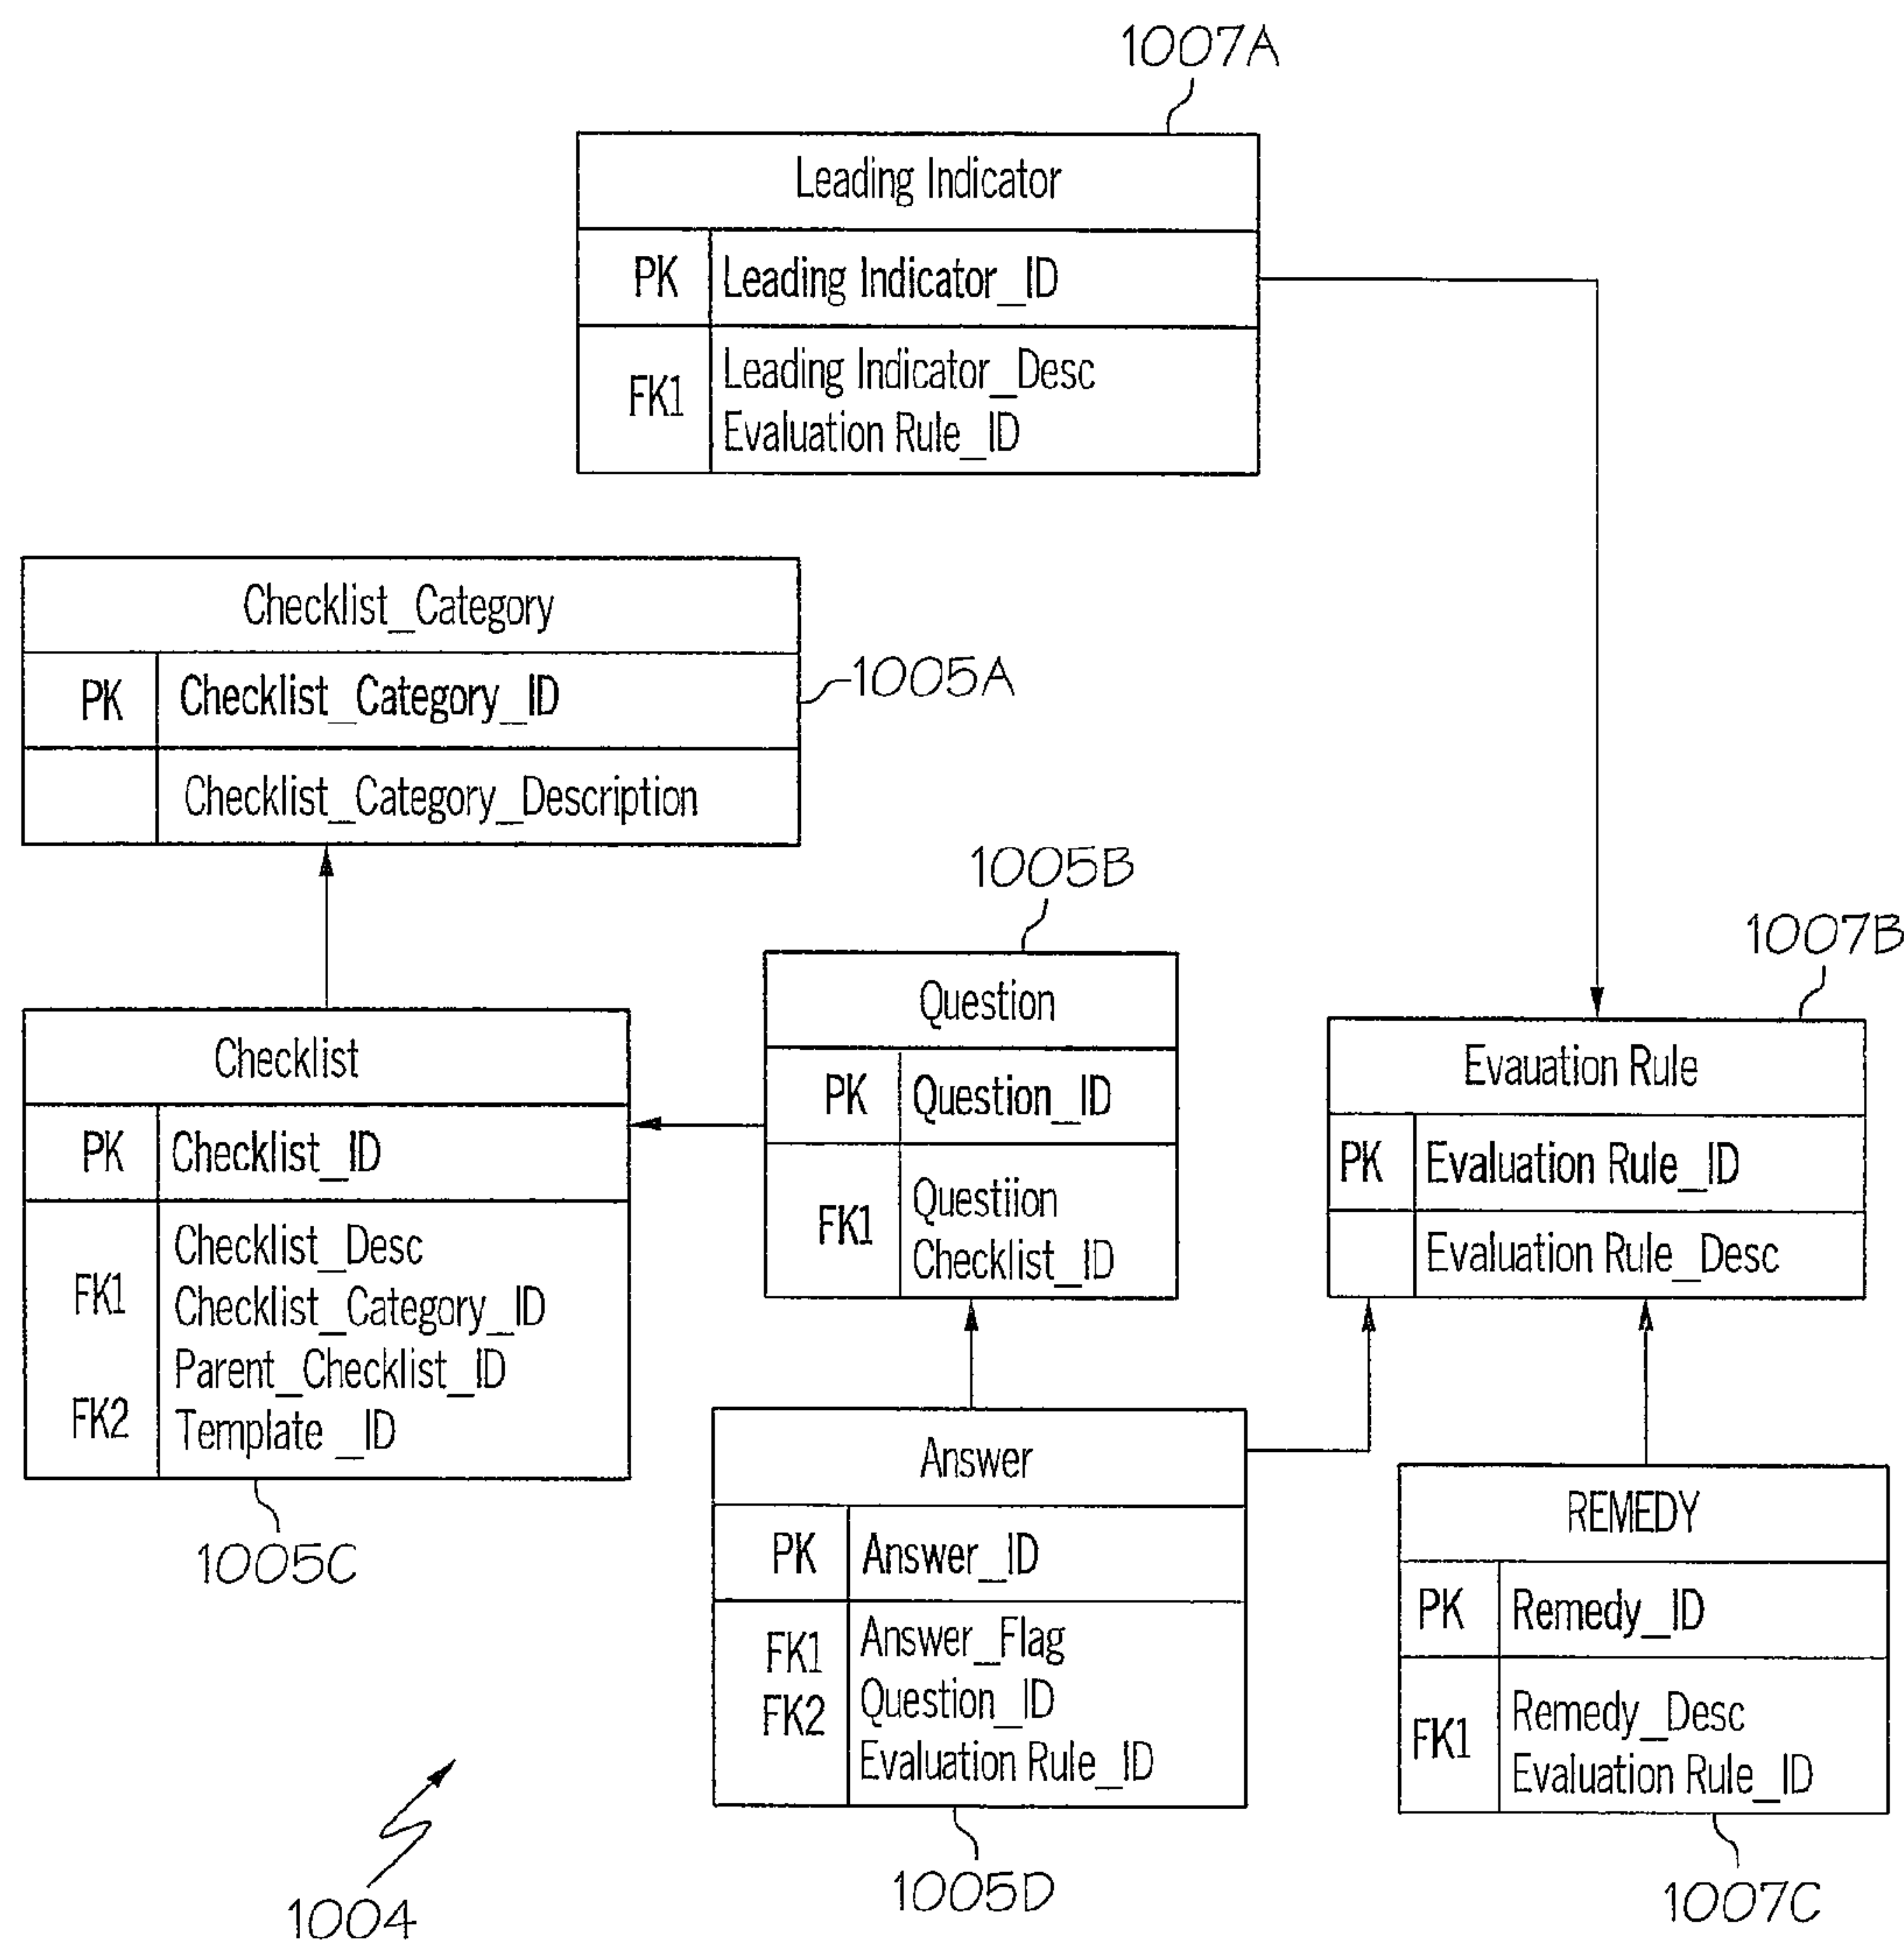 1007A
Leading Indicator
PK Leading Indicator_ID
Leading Indicator_Desc
FK1
Evaluation Rule_ID
Checklist_Category
PK Checklist_Category_ID
1005A
Checklist_Category_Description
1005B
Question
PK Question_ID
Questiion
FK1
Checklist_ID
1007B
Evauation Rule
PK Evaluation Rule_ID
Evaluation Rule_Desc
Checklist
PK Checklist_ID
Checklist_Desc
FK1 Checklist_Category_ID
Parent_Checklist_ID
FK2 Template _ID
1005C
Answer
PK Answer_ID
FK1 Answer_Flag
FK2 Question_ID
Evaluation Rule_ID
1005D
REMEDY
PK Remedy_ID
Remedy_Desc
FK1
Evaluation Rule_ID
1007C
1004